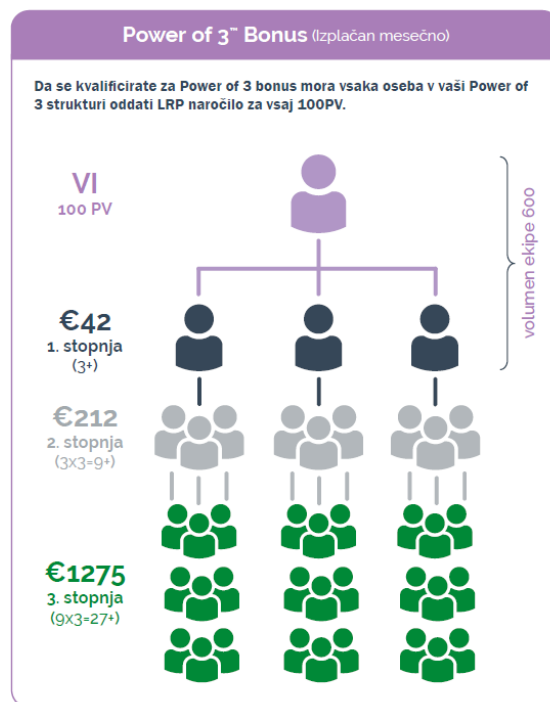 Power of 3™ Bonus (Izplačan mesečno)
Da se kvalificirate za Power of 3 bonus mora vsaka oseba v vaši Power of
3 strukturi oddati LRP naročilo za vsaj 100PV.
VI
100 PV
volumen ekipe 600
€42
1. stopnja
(3+)
€212
2. stopnja
(3x3=9+)
€1275
3. stopnja
(9x3=27+)